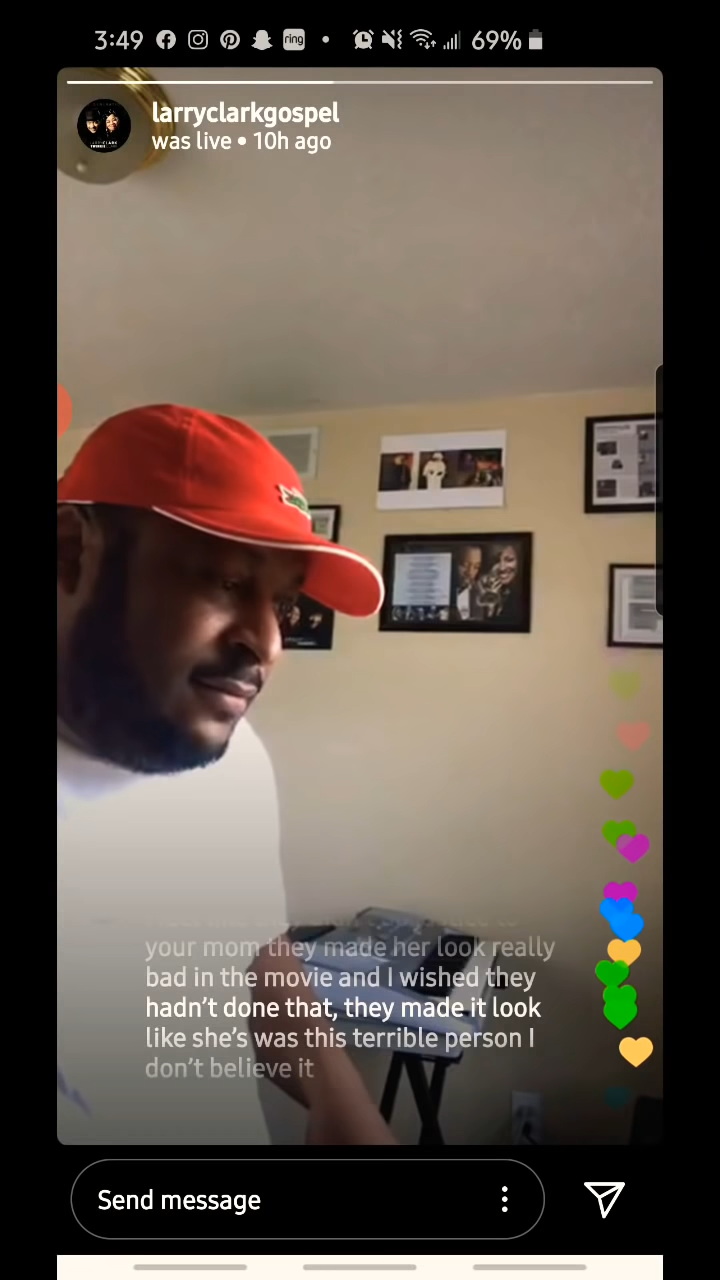 3:49
ring
69%
larryclarkgospel
was live • 10h ago
your mom they made her look really
bad in the movie and I wished they
hadn't done that, they made it look
like she's was this terrible person I
don't believe it
Send message